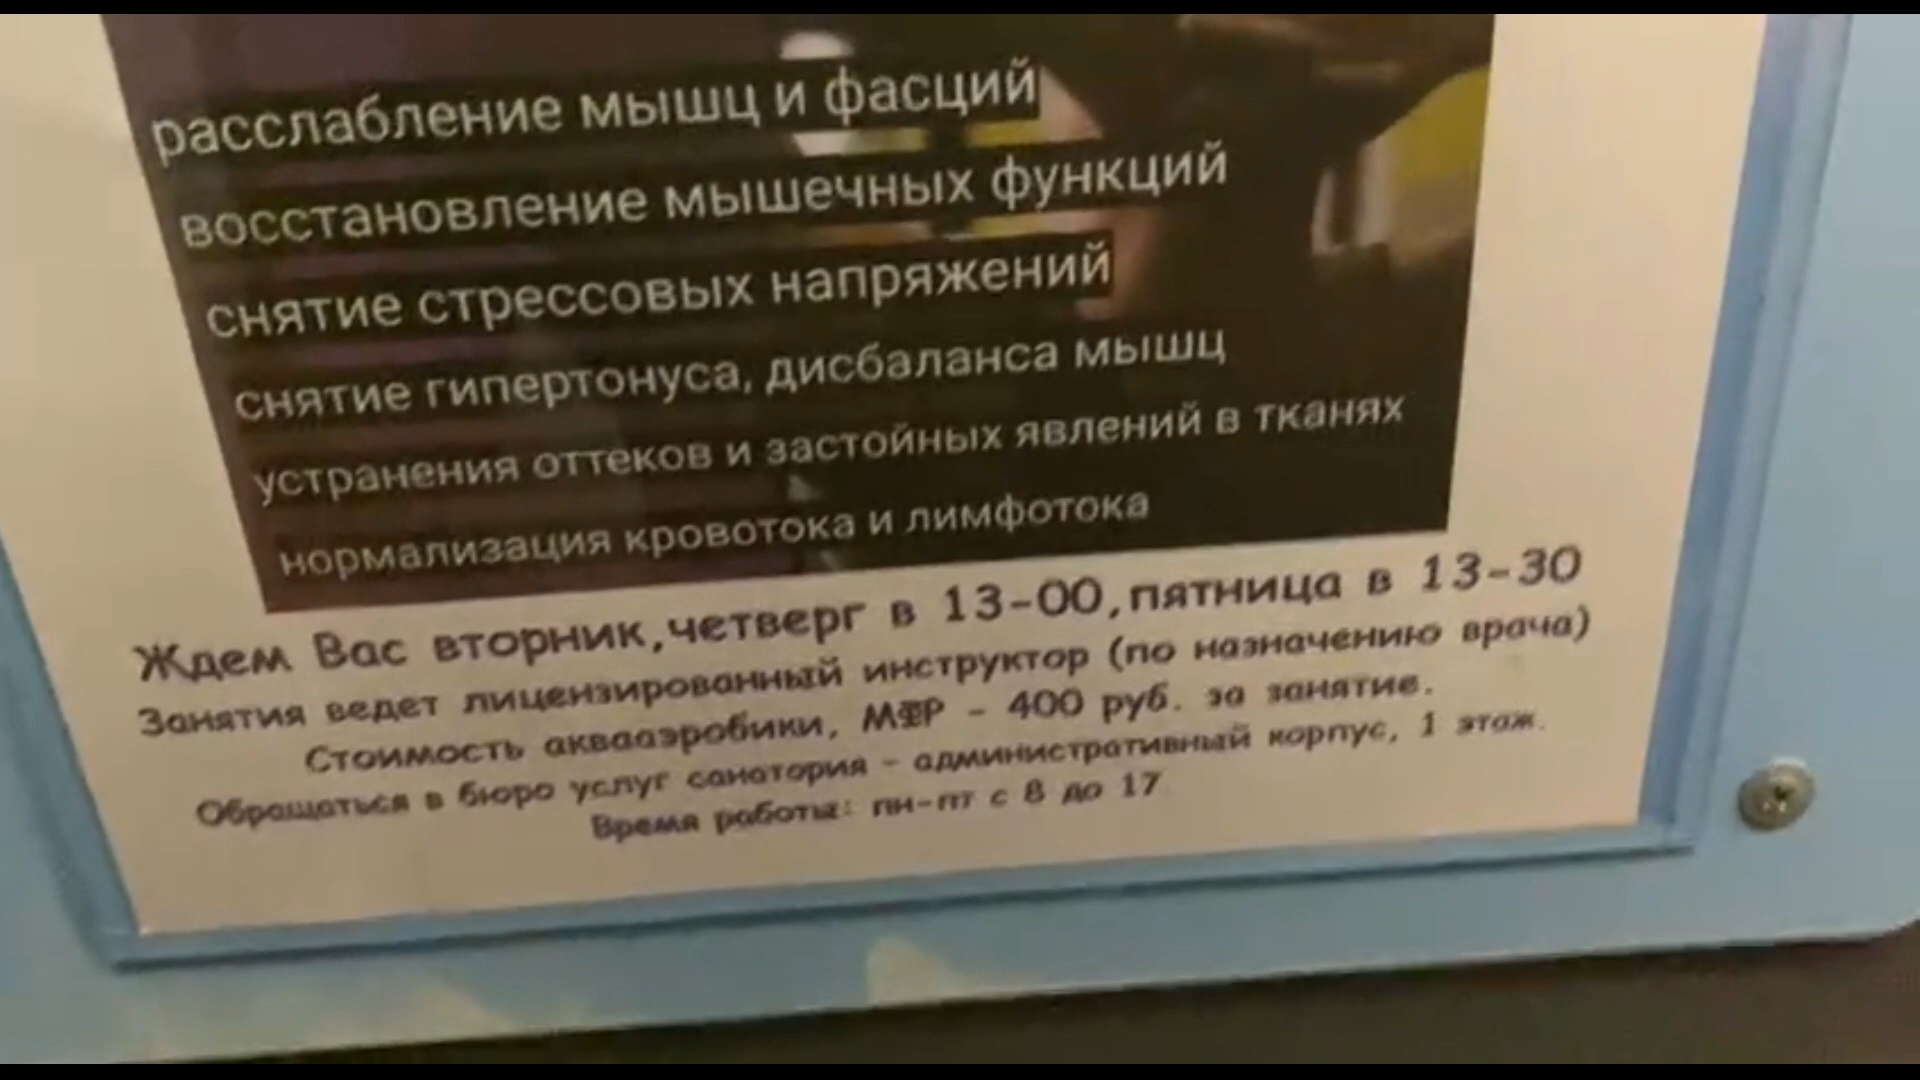 расслабление мышц и фасций
восстановление мышечных функций
снятие стрессовых напряжений
снятие гипертонуса, дисбаланса мышц
устранения оттеков и застойных явлений в тканях
нормализация кровотока и лимфотока
Ждем Вас вторник,четверг в 13-00,пятница в 13-30
Занятия ведет лицензированный инструктор (по назначению врача)
Стоимость аквааэробики, МФР - 400 руб. за занятие.
Обращаться в бюро услуг санатория - административный корпус, 1 этаж.
Время работы: пн-пт с 8 до 17